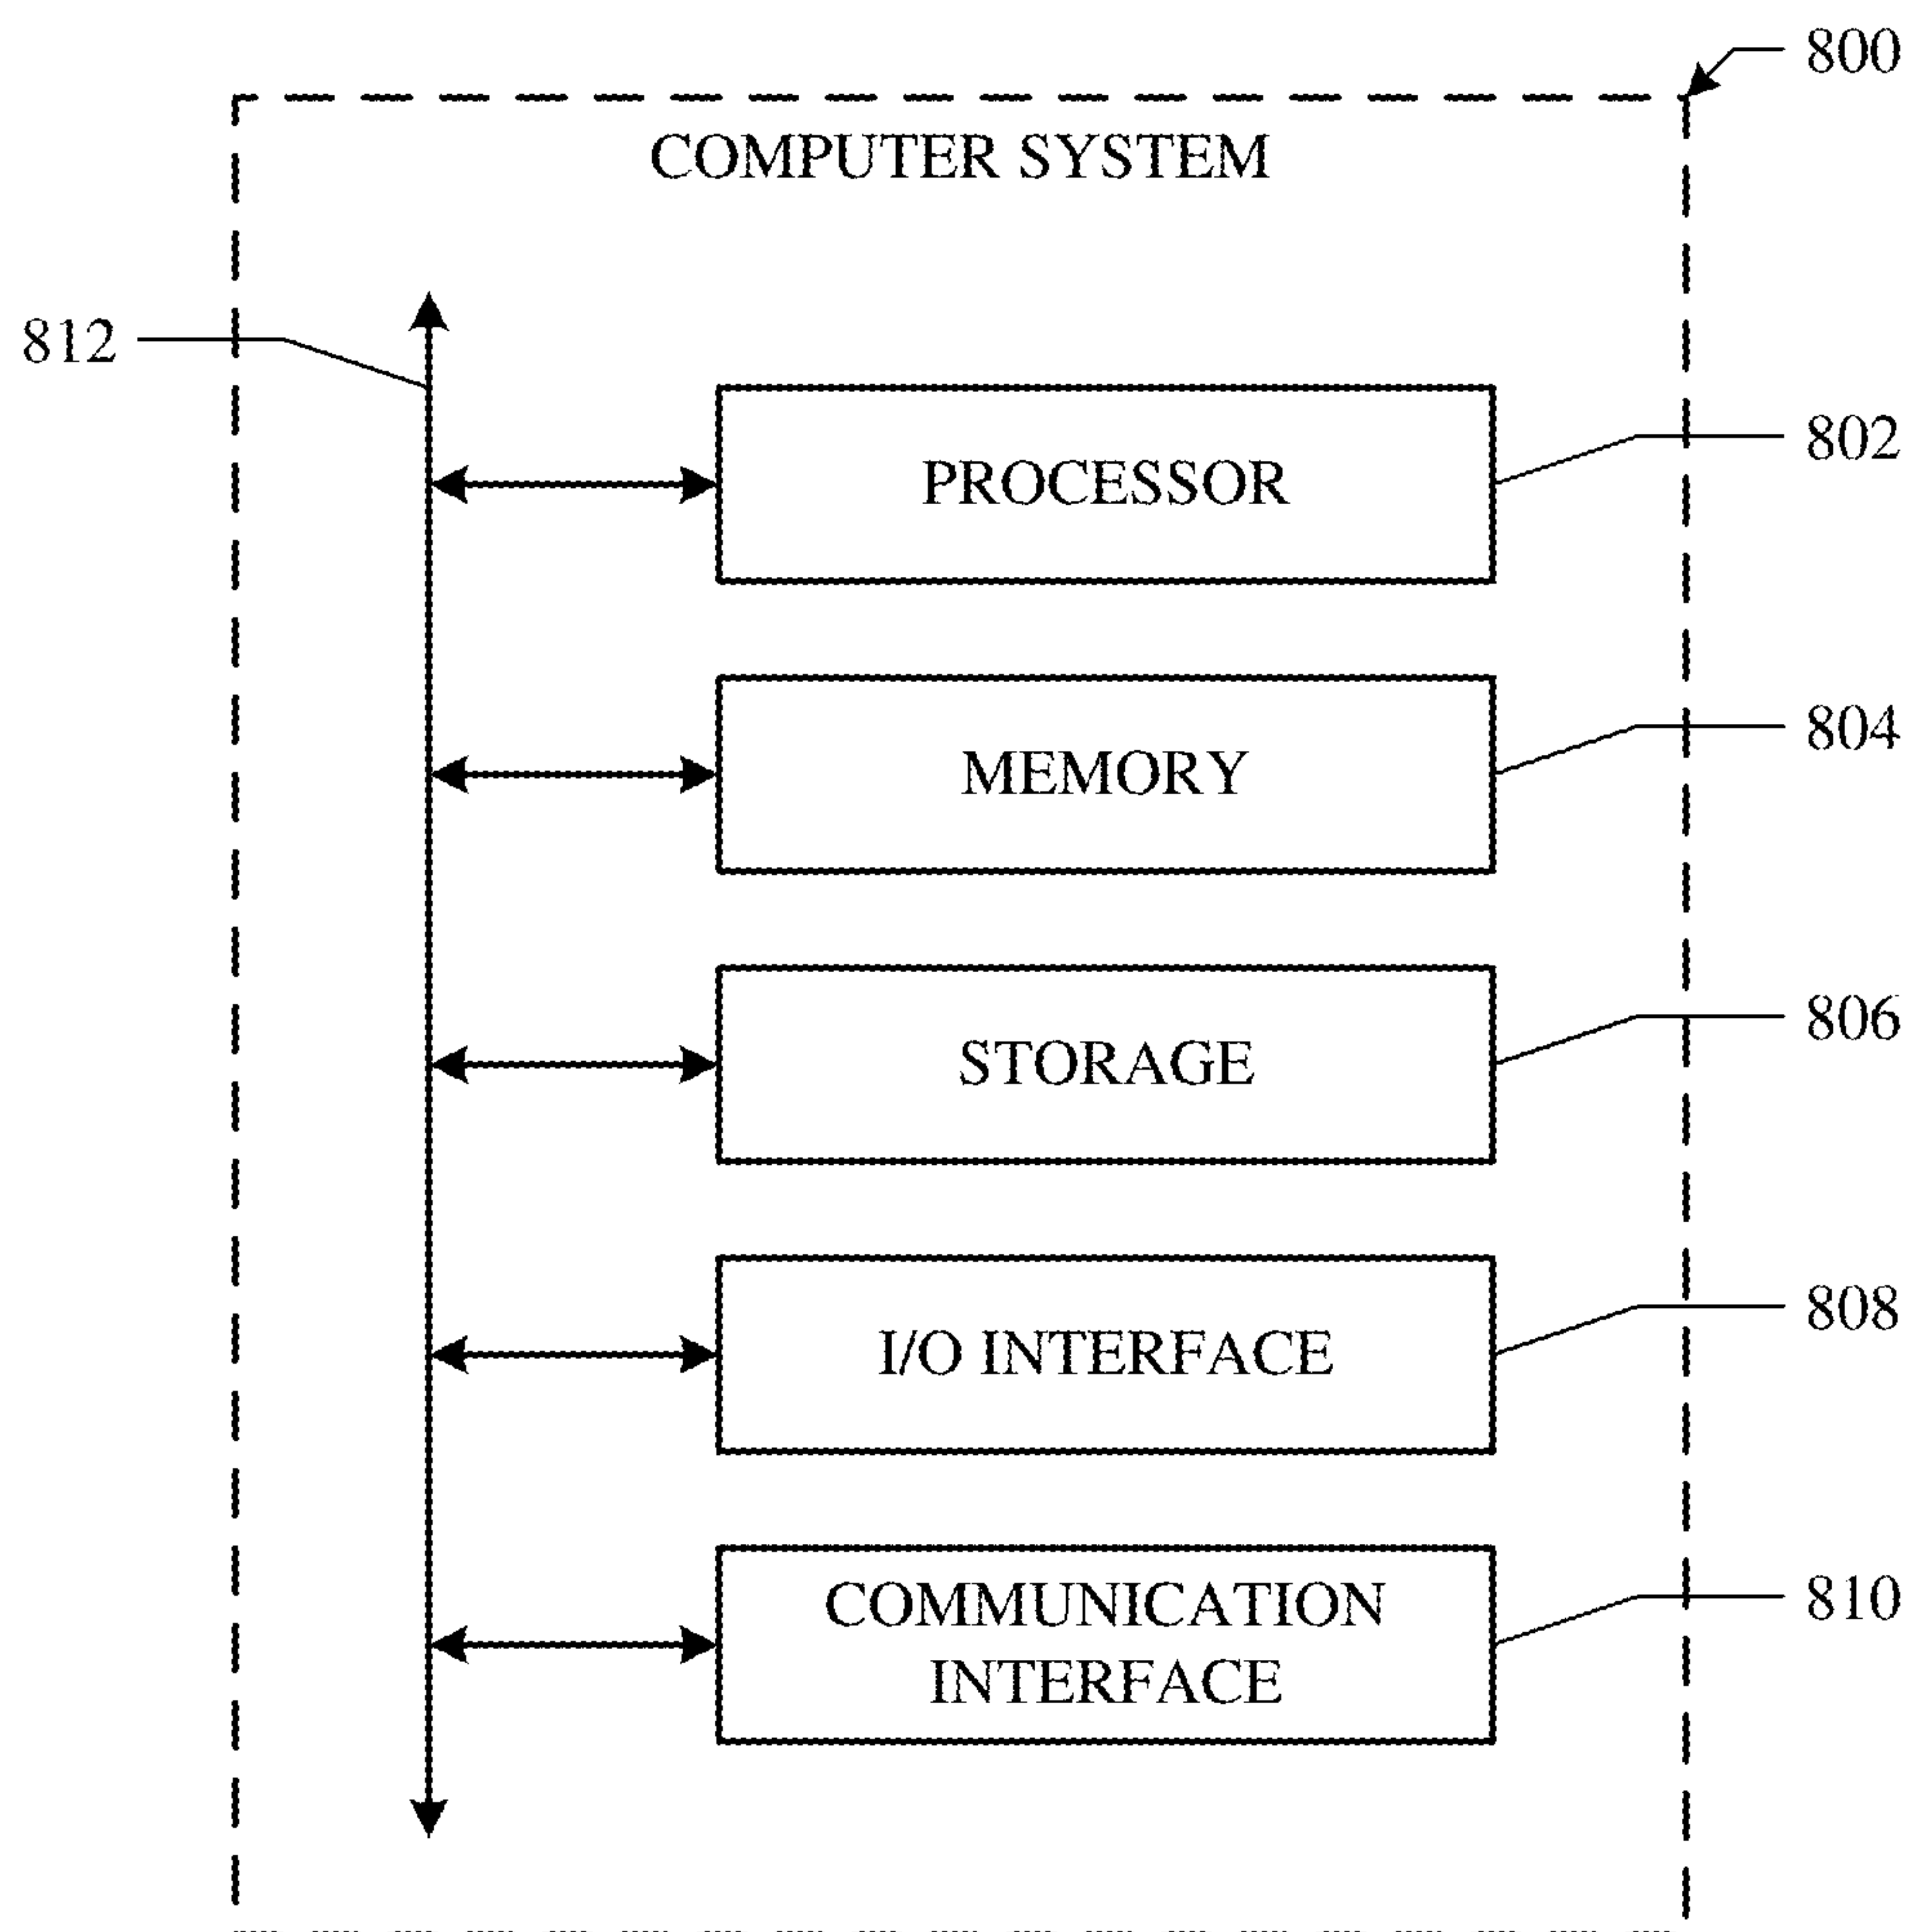 800
COMPUTER SYSTEM
812
802
PROCESSOR
804
MEMORY
806
STORAGE
808
I/O INTERFACE
810
COMMUNICATION
INTERFACE